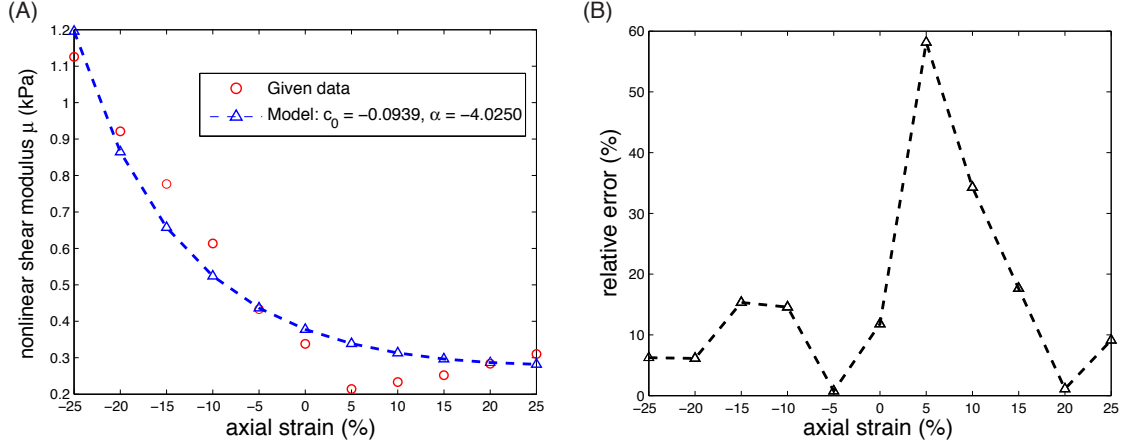 (A)
nonlinear shear modulus μ (kPa)
1.2
1.1
1
0.9
0.8
0.7
0.6
0.5
0.4
0.3
0.2
Given data
Model: c0 = −0.0939, α = −4.0250
−25 −20 −15 −10 −5 0 5 10 15 20 25
axial strain (%)
(B)
relative error (%)
60
50
40
30
20
10
0
−25 −20 −15 −10 −5 0 5 10 15 20 25
axial strain (%)